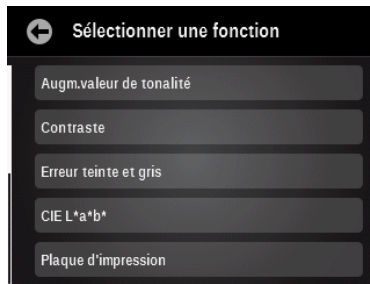 Sélectionner une fonction
Augm.valeur de tonalité
Contraste
Erreur teinte et gris
CIE L*a*b*
Plaque d'impression